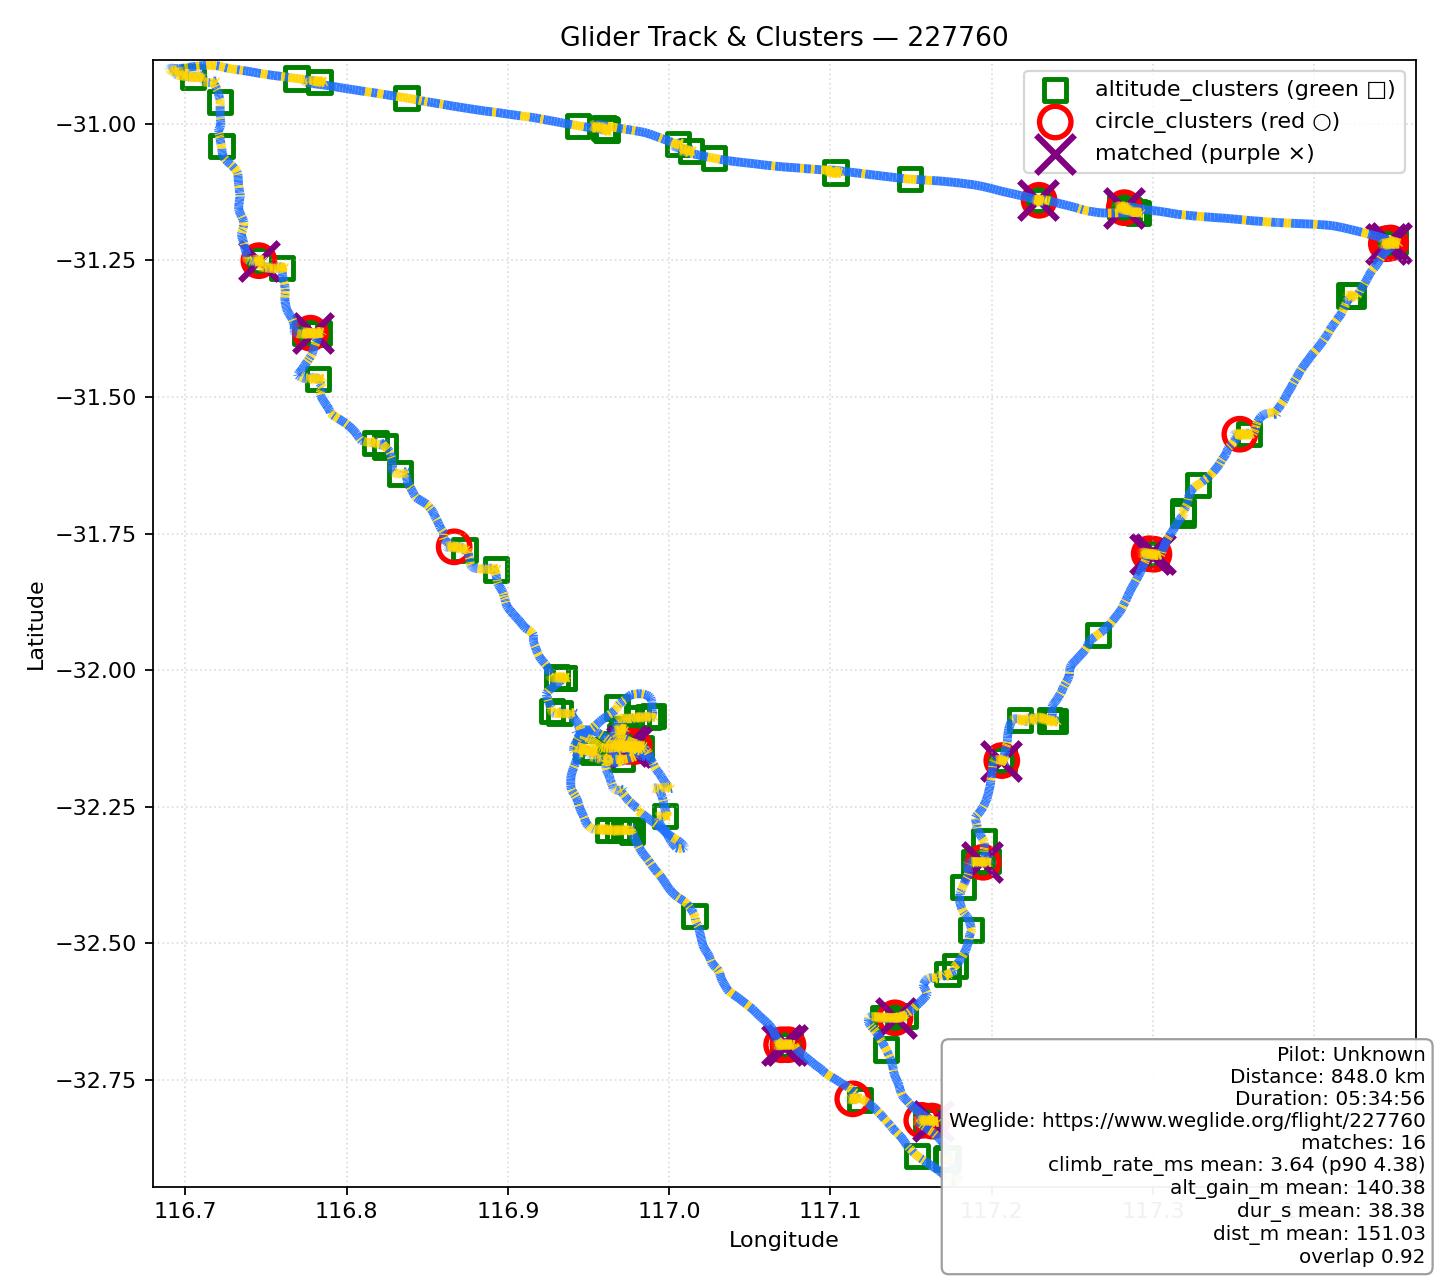 Glider Track & Clusters — 227760
altitude_clusters (green □)
circle_clusters (red ○)
matched (purple ×)
Latitude
−31.00
−31.25
−31.50
−31.75
−32.00
−32.25
−32.50
−32.75
116.7
116.8
116.9
117.0
117.1
117.2
117.3
Longitude
Pilot: Unknown
Distance: 848.0 km
Duration: 05:34:56
Weglide: https://www.weglide.org/flight/227760
matches: 16
climb_rate_ms mean: 3.64 (p90 4.38)
alt_gain_m mean: 140.38
dur_s mean: 38.38
dist_m mean: 151.03
overlap 0.92